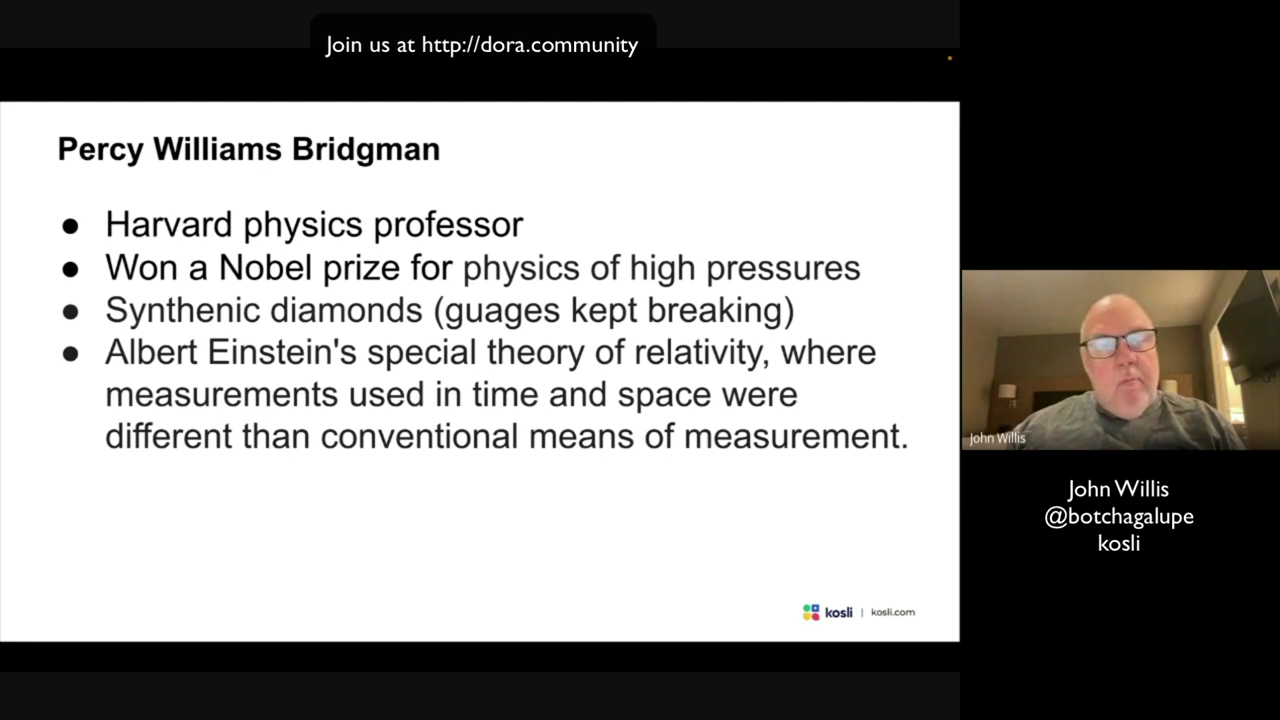 Join us at http://dora.community
Percy Williams Bridgman
● Harvard physics professor
● Won a Nobel prize for physics of high pressures
● Synthenic diamonds (guages kept breaking)
● Albert Einstein's special theory of relativity, where
measurements used in time and space were
different than conventional means of measurement.
kosli | kosli.com
John Willis
John Willis
@botchagalupe
kosli